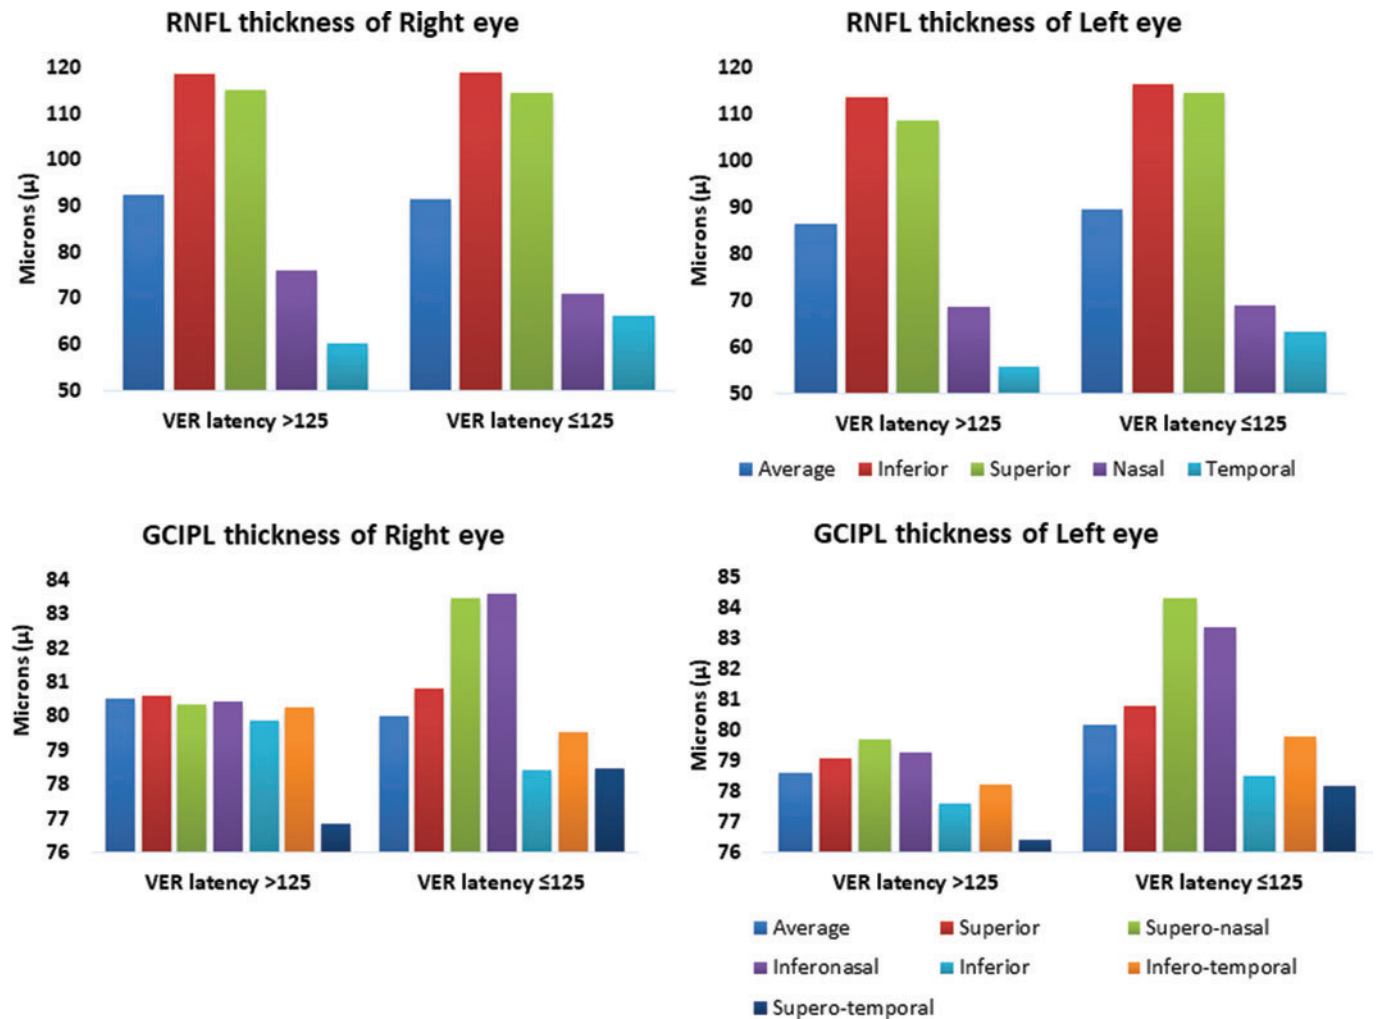 RNFL thickness of Right eye
120
110
100
90
80
70
60
50
Microns (µ)
VER latency >125 VER latency ≤125
RNFL thickness of Left eye
120
110
100
90
80
70
60
50
Microns (µ)
VER latency >125 VER latency ≤125
Average Inferior Superior Nasal Temporal
GCIPL thickness of Right eye
84
83
82
81
80
79
78
77
76
Microns (µ)
VER latency >125 VER latency ≤125
GCIPL thickness of Left eye
85
84
83
82
81
80
79
78
77
76
Microns (µ)
VER latency >125 VER latency ≤125
Average Superior Supero-nasal
Inferonasal Inferior Infero-temporal
Supero-temporal